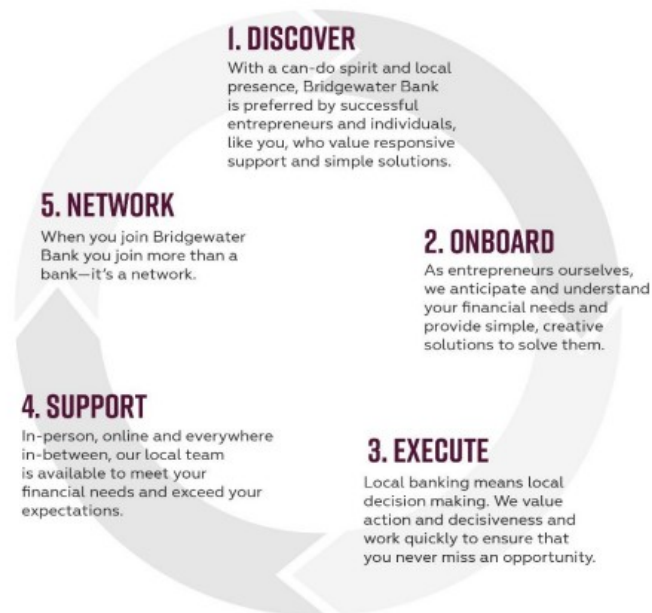 1. DISCOVER
With a can-do spirit and local
presence, Bridgewater Bank
is preferred by successful
entrepreneurs and individuals,
like you, who value responsive
support and simple solutions.
2. ONBOARD
As entrepreneurs ourselves,
we anticipate and understand
your financial needs and
provide simple, creative
solutions to solve them.
3. EXECUTE
Local banking means local
decision making. We value
action and decisiveness and
work quickly to ensure that
you never miss an opportunity.
4. SUPPORT
In-person, online and everywhere
in-between, our local team
is available to meet your
financial needs and exceed your
expectations.
5. NETWORK
When you join Bridgewater
Bank you join more than a
bank—it's a network.